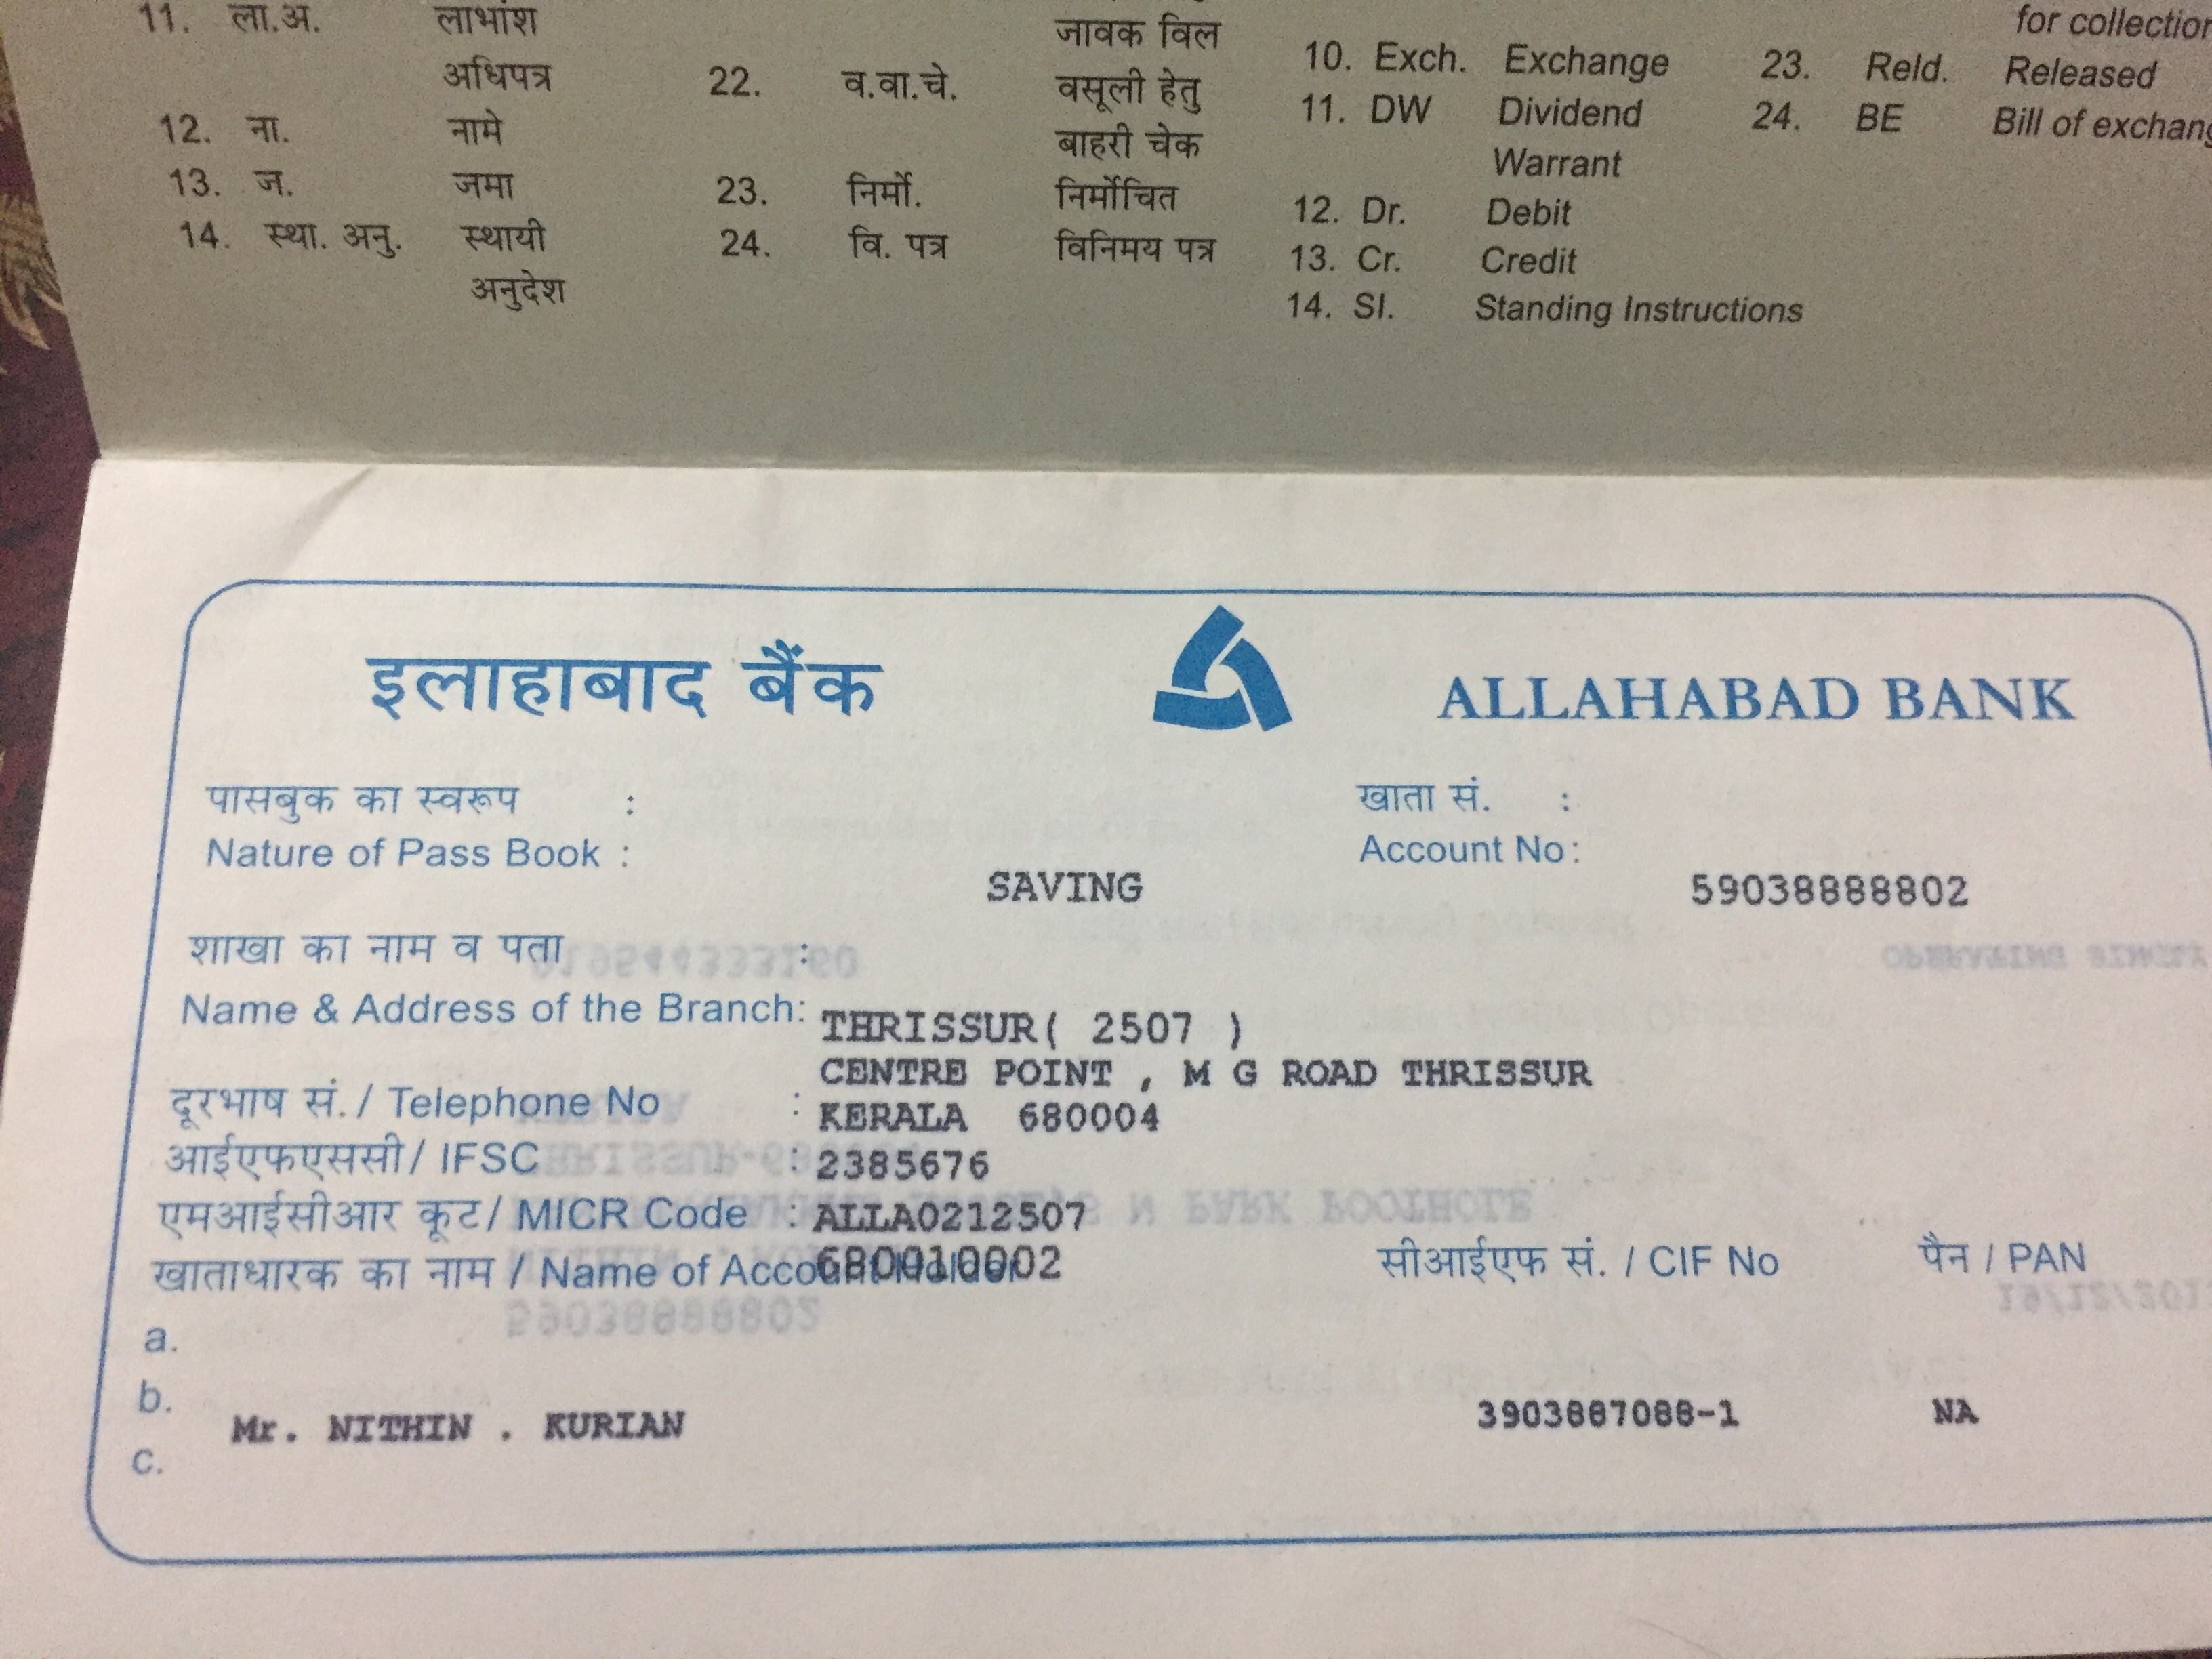 11. ला.अ. लाभांश
अधिपत्र
12. ना. नामे
13. ज. जमा
14. स्था. अनु. स्थायी
अनुदेश
जावक बिल
22. व.वा.चे. वसूली हेतु
बाहरी चेक
23. निर्मो. निर्मोचित
24. वि. पत्र विनिमय पत्र
10. Exch. Exchange
11. DW Dividend
Warrant
12. Dr. Debit
13. Cr. Credit
14. SI. Standing Instructions
for collection
23. Reld. Released
24. BE Bill of exchang
इलाहाबाद बैंक ALLAHABAD BANK
पासबुक का स्वरूप : खाता सं. :
Nature of Pass Book : Account No :
SAVING 59038888802
शाखा का नाम व पता :
Name & Address of the Branch: THRISSUR( 2507 )
CENTRE POINT , M G ROAD THRISSUR
दूरभाष सं. / Telephone No : KERALA 680004
आईएफएससी / IFSC :2385676
एमआईसीआर कूट / MICR Code :ALLA0212507
खाताधारक का नाम / Name of 680010002 सीआईएफ सं. / CIF No पैन / PAN
a.
b.
c. Mr. NITHIN . KURIAN 3903867088-1 NA